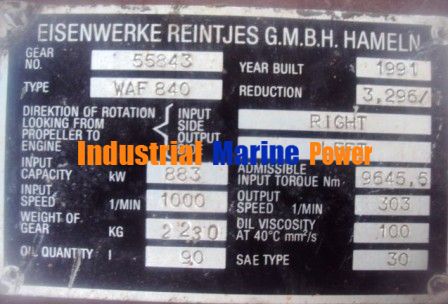 EISENWERKE REINTJES G.M.B.H. HAMELN
GEAR NO. 55843
YEAR BUILT 1991
TYPE WAF 840
REDUCTION 3,296/
DIREKTION OF ROTATION
LOOKING FROM
PROPELLER TO
ENGINE
INPUT
SIDE
OUTPUT
RIGHT
Industrial Marine Power
INPUT CAPACITY kW 883
ADMISSIBLE
INPUT TORQUE Nm 9645,6
INPUT SPEED 1/MIN 1000
OUTPUT SPEED 1/MIN 303
WEIGHT OF GEAR KG 2230
OIL VISCOSITY AT 40°C mm²/s 100
OIL QUANTITY l 90
SAE TYPE 30